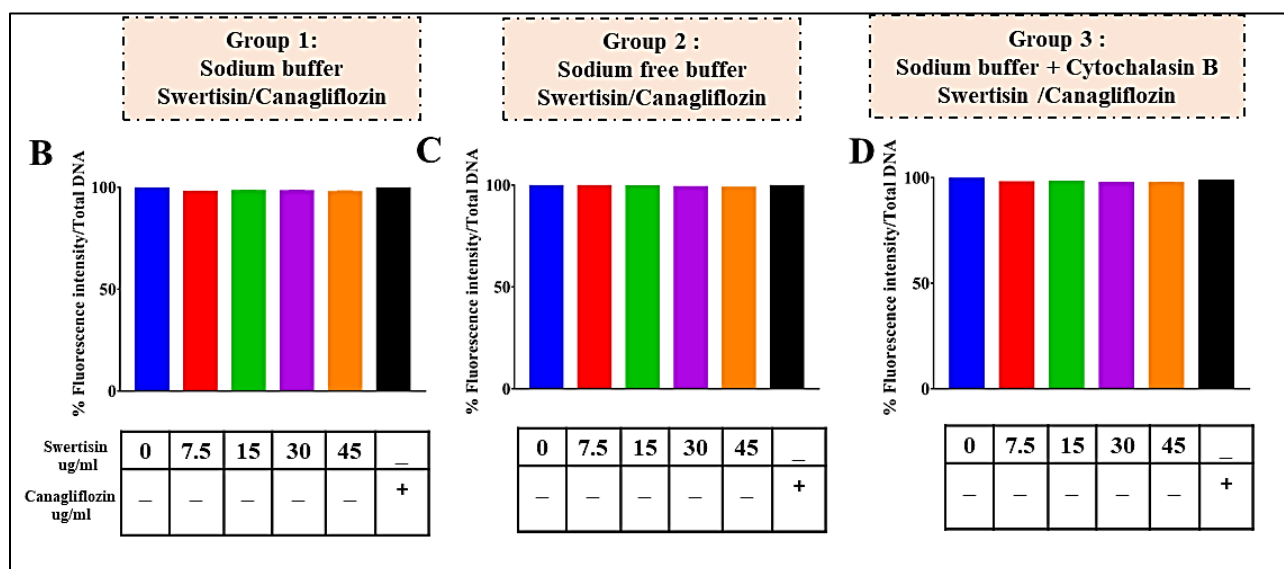 Group 1:
Sodium buffer
Swertisin/Canagliflozin
Group 2 :
Sodium free buffer
Swertisin/Canagliflozin
Group 3 :
Sodium buffer + Cytochalasin B
Swertisin /Canagliflozin
B
% Fluorescence intensity/Total DNA
100
50
0
C
% Fluorescence intensity/Total DNA
100
50
0
D
% Fluorescence intensity/Total DNA
100
50
0
Swertisin
ug/ml
0 7.5 15 30 45 _
Canagliflozin
ug/ml
_ _ _ _ _ +
0 7.5 15 30 45 _
_ _ _ _ _ +
0 7.5 15 30 45 _
_ _ _ _ _ +